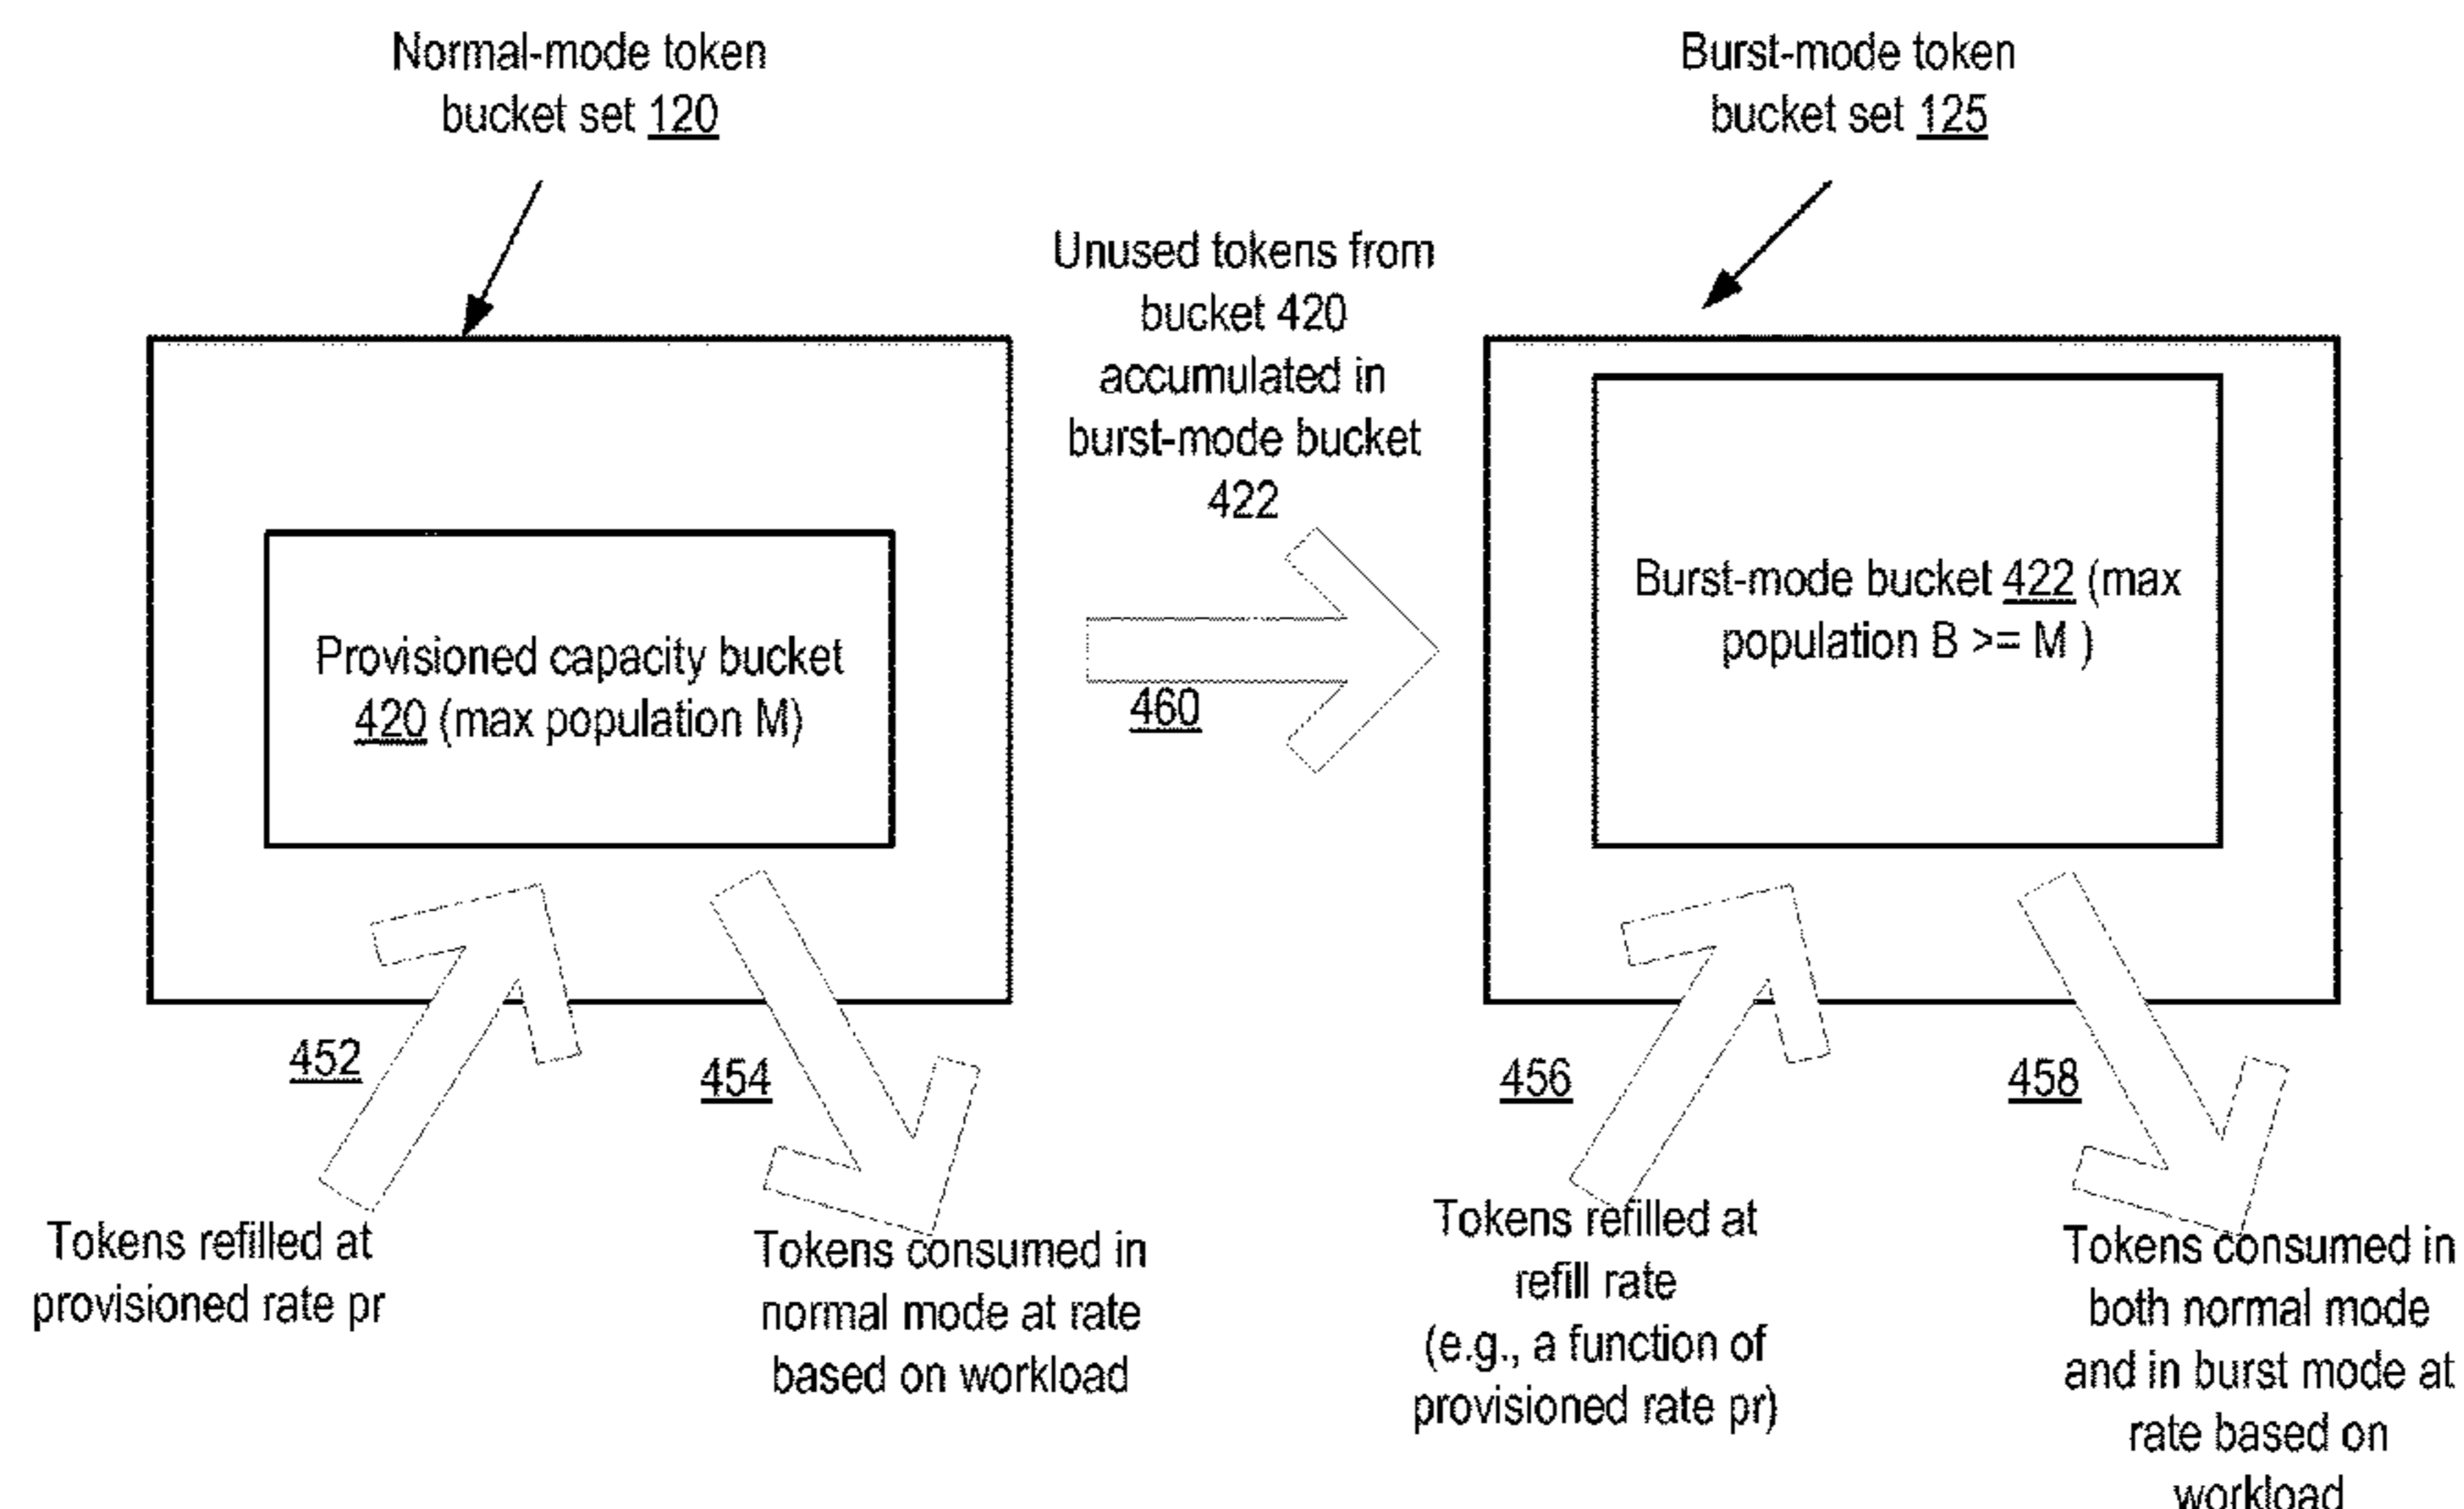 Normal-mode token
bucket set 120
Burst-mode token
bucket set 125
Unused tokens from
bucket 420
accumulated in
burst-mode bucket
422
Provisioned capacity bucket
420 (max population M)
460
Burst-mode bucket 422 (max
population B >= M )
452
454
456
458
Tokens refilled at
provisioned rate pr
Tokens consumed in
normal mode at rate
based on workload
Tokens refilled at
refill rate
(e.g., a function of
provisioned rate pr)
Tokens consumed in
both normal mode
and in burst mode at
rate based on
workload